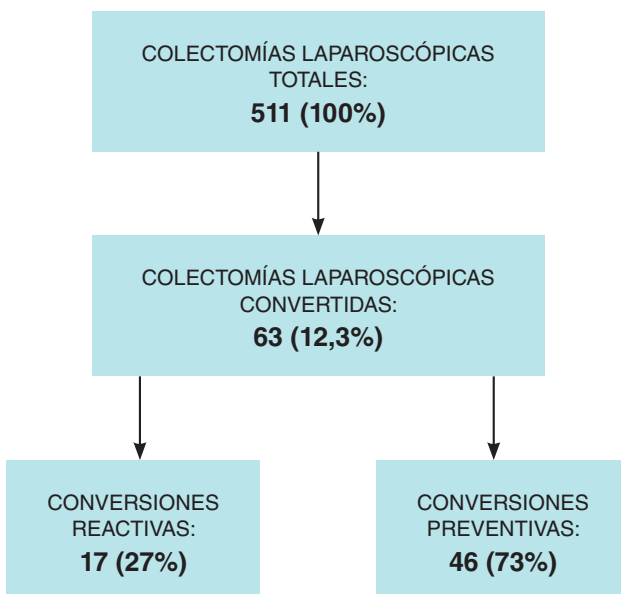 COLECTOMÍAS LAPAROSCÓPICAS
TOTALES:
511 (100%)
COLECTOMÍAS LAPAROSCÓPICAS
CONVERTIDAS:
63 (12,3%)
CONVERSIONES
REACTIVAS:
17 (27%)
CONVERSIONES
PREVENTIVAS:
46 (73%)